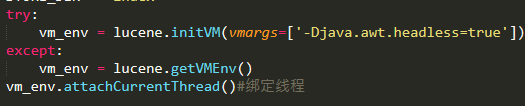 try:
    vm_env = lucene.initVM(vmargs=['-Djava.awt.headless=true'])
except:
    vm_env = lucene.getVMEnv()
vm_env.attachCurrentThread()#绑定线程